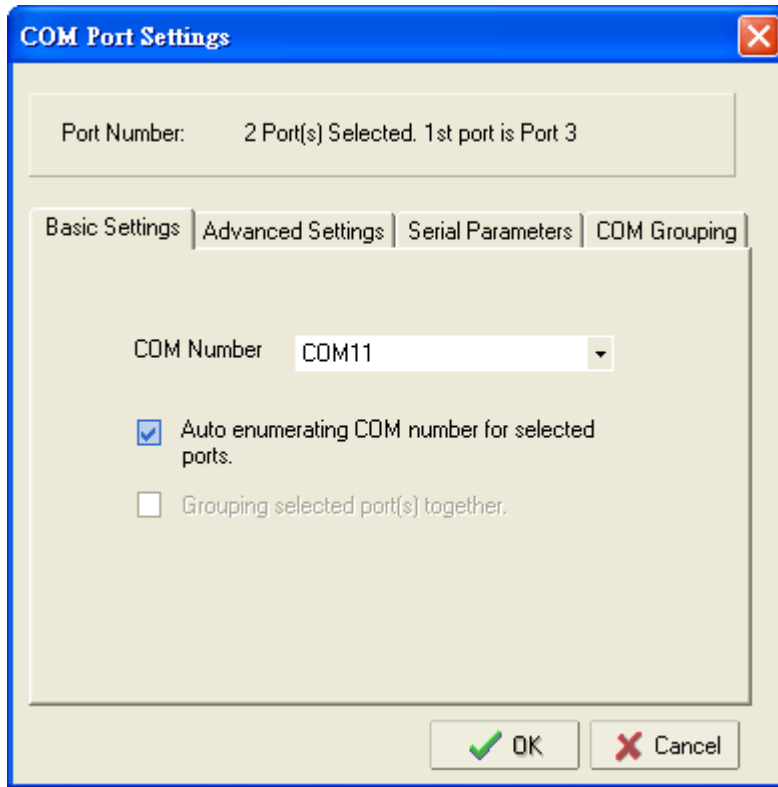 COM Port Settings
Port Number: 2 Port(s) Selected. 1st port is Port 3
Basic Settings Advanced Settings Serial Parameters COM Grouping
COM Number COM11
Auto enumerating COM number for selected
ports.
Grouping selected port(s) together.
OK Cancel